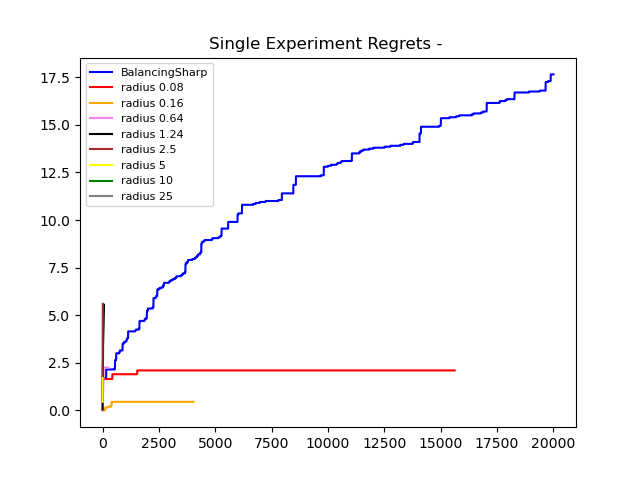 Single Experiment Regrets -
BalancingSharp
radius 0.08
radius 0.16
radius 0.64
radius 1.24
radius 2.5
radius 5
radius 10
radius 25
17.5
15.0
12.5
10.0
7.5
5.0
2.5
0.0
0 2500 5000 7500 10000 12500 15000 17500 20000